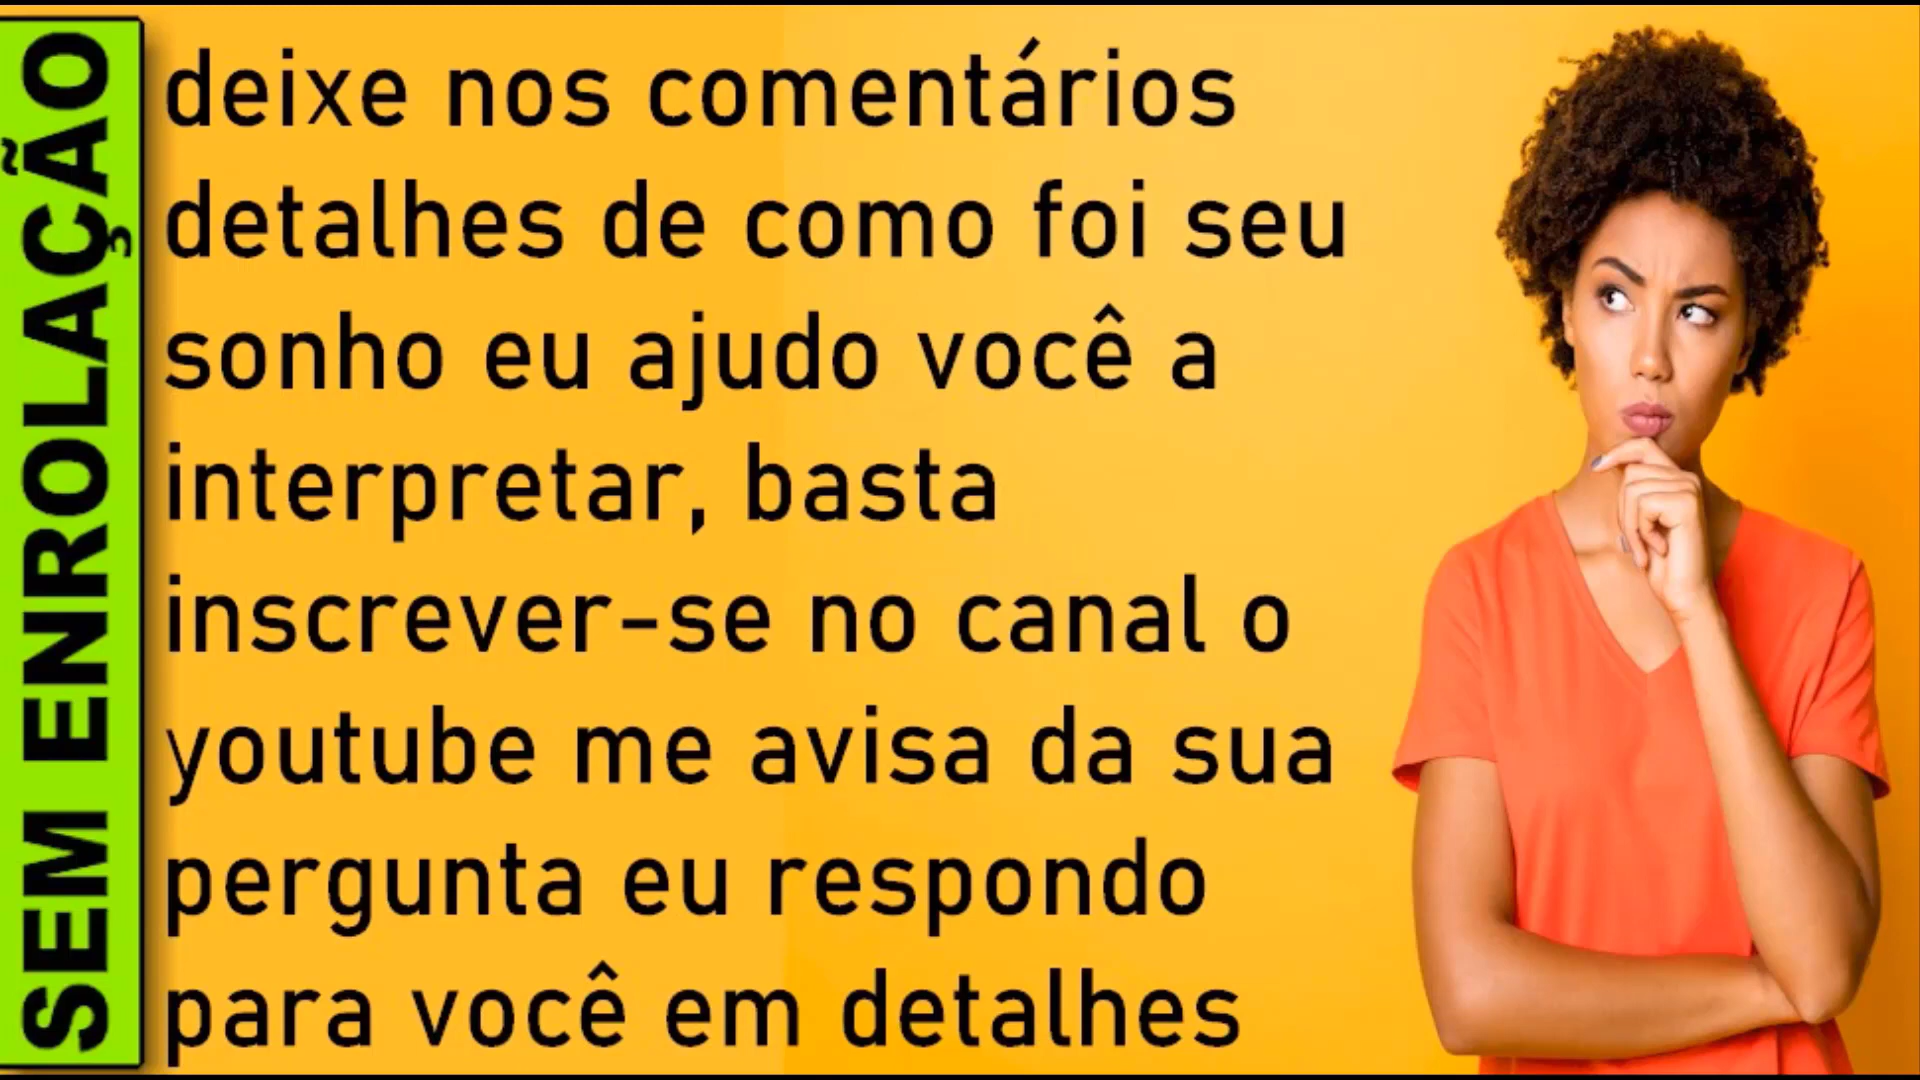 SEM ENROLAÇÃO
deixe nos comentários
detalhes de como foi seu
sonho eu ajudo você a
interpretar, basta
inscrever-se no canal o
youtube me avisa da sua
pergunta eu respondo
para você em detalhes